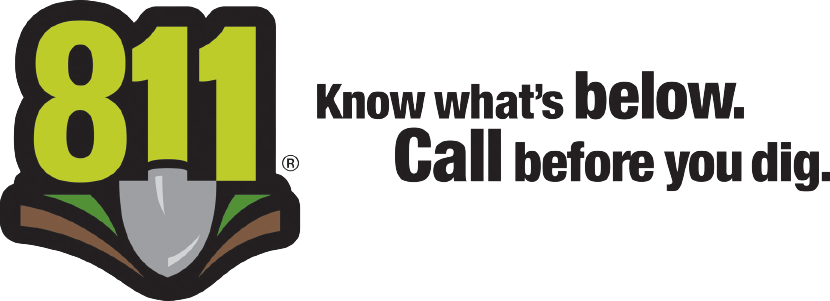 811®
Know what's below.
Call before you dig.